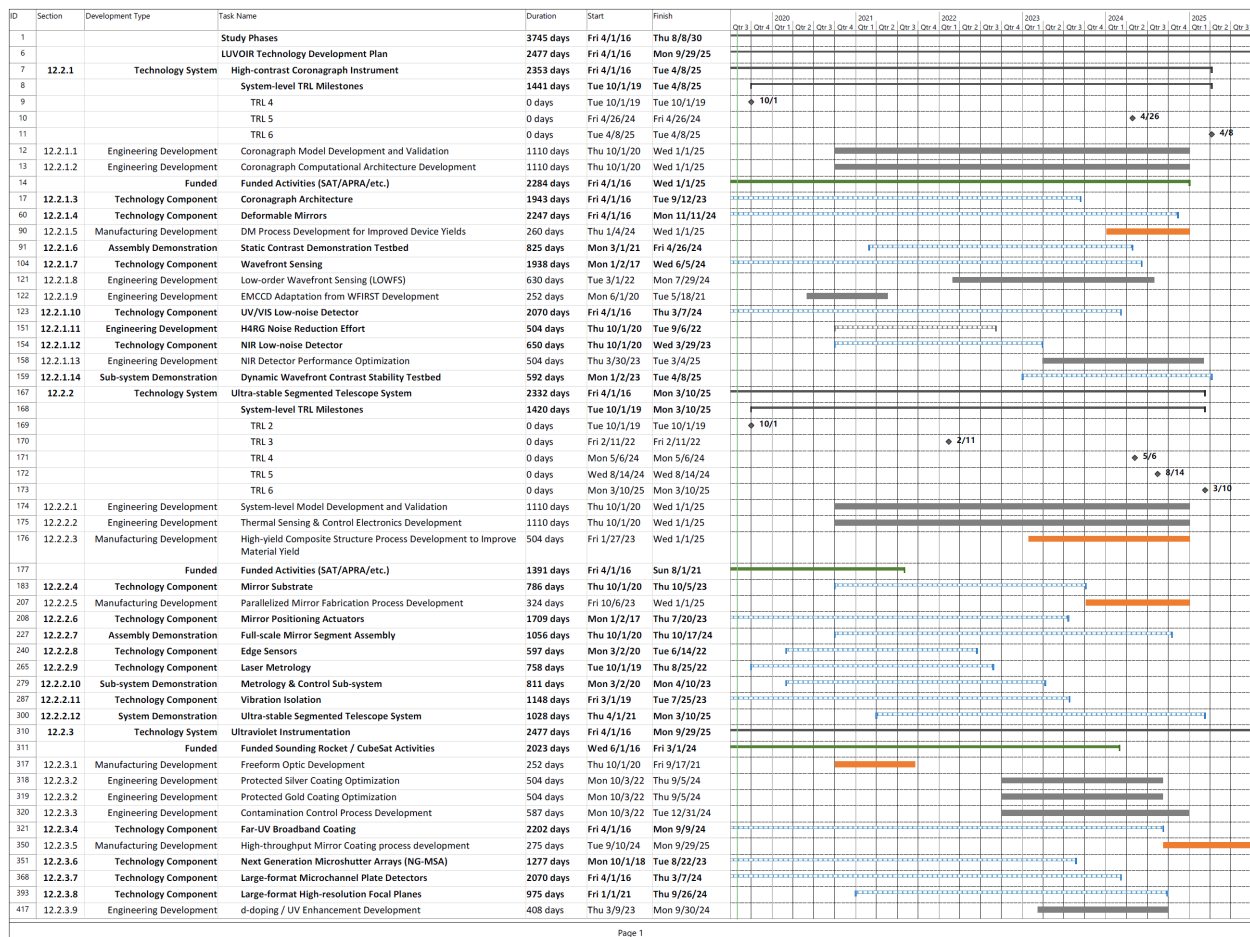 ID Section Development Type Task Name Duration Start Finish 2020 2021 2022 2023 2024 2025
Qtr 3 Qtr 4 Qtr 1 Qtr 2 Qtr 3 Qtr 4 Qtr 1 Qtr 2 Qtr 3 Qtr 4 Qtr 1 Qtr 2 Qtr 3 Qtr 4 Qtr 1 Qtr 2 Qtr 3 Qtr 4 Qtr 1 Qtr 2 Qtr 3 Qtr 4 Qtr 1 Qtr 2 Qtr 3
1 Study Phases 3745 days Fri 4/1/16 Thu 8/8/30
6 LUVOIR Technology Development Plan 2477 days Fri 4/1/16 Mon 9/29/25
7 12.2.1 Technology System High-contrast Coronagraph Instrument 2353 days Fri 4/1/16 Tue 4/8/25
8 System-level TRL Milestones 1441 days Tue 10/1/19 Tue 4/8/25
9 TRL 4 0 days Tue 10/1/19 Tue 10/1/19 10/1
10 TRL 5 0 days Fri 4/26/24 Fri 4/26/24 4/26
11 TRL 6 0 days Tue 4/8/25 Tue 4/8/25 4/8
12 12.2.1.1 Engineering Development Coronagraph Model Development and Validation 1110 days Thu 10/1/20 Wed 1/1/25
13 12.2.1.2 Engineering Development Coronagraph Computational Architecture Development 1110 days Thu 10/1/20 Wed 1/1/25
14 Funded Funded Activities (SAT/APRA/etc.) 2284 days Fri 4/1/16 Wed 1/1/25
17 12.2.1.3 Technology Component Coronagraph Architecture 1943 days Fri 4/1/16 Tue 9/12/23
60 12.2.1.4 Technology Component Deformable Mirrors 2247 days Fri 4/1/16 Mon 11/11/24
90 12.2.1.5 Manufacturing Development DM Process Development for Improved Device Yields 260 days Thu 1/4/24 Wed 1/1/25
91 12.2.1.6 Assembly Demonstration Static Contrast Demonstration Testbed 825 days Mon 3/1/21 Fri 4/26/24
104 12.2.1.7 Technology Component Wavefront Sensing 1938 days Mon 1/2/17 Wed 6/5/24
121 12.2.1.8 Engineering Development Low-order Wavefront Sensing (LOWFS) 630 days Tue 3/1/22 Mon 7/29/24
122 12.2.1.9 Engineering Development EMCCD Adaptation from WFIRST Development 252 days Mon 6/1/20 Tue 5/18/21
123 12.2.1.10 Technology Component UV/VIS Low-noise Detector 2070 days Fri 4/1/16 Thu 3/7/24
151 12.2.1.11 Engineering Development H4RG Noise Reduction Effort 504 days Thu 10/1/20 Tue 9/6/22
154 12.2.1.12 Technology Component NIR Low-noise Detector 650 days Thu 10/1/20 Wed 3/29/23
158 12.2.1.13 Engineering Development NIR Detector Performance Optimization 504 days Thu 3/30/23 Tue 3/4/25
159 12.2.1.14 Sub-system Demonstration Dynamic Wavefront Contrast Stability Testbed 592 days Mon 1/2/23 Tue 4/8/25
167 12.2.2 Technology System Ultra-stable Segmented Telescope System 2332 days Fri 4/1/16 Mon 3/10/25
168 System-level TRL Milestones 1420 days Tue 10/1/19 Mon 3/10/25
169 TRL 2 0 days Tue 10/1/19 Tue 10/1/19 10/1
170 TRL 3 0 days Fri 2/11/22 Fri 2/11/22 2/11
171 TRL 4 0 days Mon 5/6/24 Mon 5/6/24 5/6
172 TRL 5 0 days Wed 8/14/24 Wed 8/14/24 8/14
173 TRL 6 0 days Mon 3/10/25 Mon 3/10/25 3/10
174 12.2.2.1 Engineering Development System-level Model Development and Validation 1110 days Thu 10/1/20 Wed 1/1/25
175 12.2.2.2 Engineering Development Thermal Sensing & Control Electronics Development 1110 days Thu 10/1/20 Wed 1/1/25
176 12.2.2.3 Manufacturing Development High-yield Composite Structure Process Development to Improve 504 days Fri 1/27/23 Wed 1/1/25
Material Yield
177 Funded Funded Activities (SAT/APRA/etc.) 1391 days Fri 4/1/16 Sun 8/1/21
183 12.2.2.4 Technology Component Mirror Substrate 786 days Thu 10/1/20 Thu 10/5/23
207 12.2.2.5 Manufacturing Development Parallelized Mirror Fabrication Process Development 324 days Fri 10/6/23 Wed 1/1/25
208 12.2.2.6 Technology Component Mirror Positioning Actuators 1709 days Mon 1/2/17 Thu 7/20/23
227 12.2.2.7 Assembly Demonstration Full-scale Mirror Segment Assembly 1056 days Thu 10/1/20 Thu 10/17/24
240 12.2.2.8 Technology Component Edge Sensors 597 days Mon 3/2/20 Tue 6/14/22
265 12.2.2.9 Technology Component Laser Metrology 758 days Tue 10/1/19 Thu 8/25/22
279 12.2.2.10 Sub-system Demonstration Metrology & Control Sub-system 811 days Mon 3/2/20 Mon 4/10/23
287 12.2.2.11 Technology Component Vibration Isolation 1148 days Fri 3/1/19 Tue 7/25/23
300 12.2.2.12 System Demonstration Ultra-stable Segmented Telescope System 1028 days Thu 4/1/21 Mon 3/10/25
310 12.2.3 Technology System Ultraviolet Instrumentation 2477 days Fri 4/1/16 Mon 9/29/25
311 Funded Funded Sounding Rocket / CubeSat Activities 2023 days Wed 6/1/16 Fri 3/1/24
317 12.2.3.1 Manufacturing Development Freeform Optic Development 252 days Thu 10/1/20 Fri 9/17/21
318 12.2.3.2 Engineering Development Protected Silver Coating Optimization 504 days Mon 10/3/22 Thu 9/5/24
319 12.2.3.2 Engineering Development Protected Gold Coating Optimization 504 days Mon 10/3/22 Thu 9/5/24
320 12.2.3.3 Engineering Development Contamination Control Process Development 587 days Mon 10/3/22 Tue 12/31/24
321 12.2.3.4 Technology Component Far-UV Broadband Coating 2202 days Fri 4/1/16 Mon 9/9/24
350 12.2.3.5 Manufacturing Development High-throughput Mirror Coating process development 275 days Tue 9/10/24 Mon 9/29/25
351 12.2.3.6 Technology Component Next Generation Microshutter Arrays (NG-MSA) 1277 days Mon 10/1/18 Tue 8/22/23
368 12.2.3.7 Technology Component Large-format Microchannel Plate Detectors 2070 days Fri 4/1/16 Thu 3/7/24
393 12.2.3.8 Technology Component Large-format High-resolution Focal Planes 975 days Fri 1/1/21 Thu 9/26/24
417 12.2.3.9 Engineering Development d-doping / UV Enhancement Development 408 days Thu 3/9/23 Mon 9/30/24
Page 1